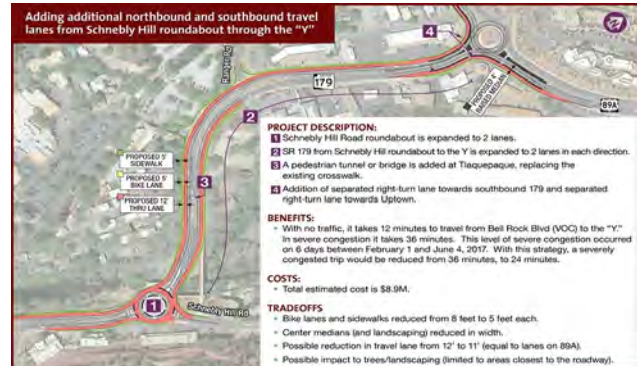 Adding additional northbound and southbound travel
lanes from Schnebly Hill roundabout through the "Y"
4
Ranger Rd.
179
PROPOSED 4"
RAISED MEDIAN
89A
2
PROPOSED 5'
SIDEWALK
PROPOSED 5'
BIKE LANE
3
PROPOSED 12'
THRU LANE
1
Schnebly Hill Rd.
PROJECT DESCRIPTION:
1 Schnebly Hill Road roundabout is expanded to 2 lanes.
2 SR 179 from Schnebly Hill roundabout to the Y is expanded to 2 lanes in each direction.
3 A pedestrian tunnel or bridge is added at Tlaquepaque, replacing the
existing crosswalk.
4 Addition of separated right-turn lane towards southbound 179 and separated
right-turn lane towards Uptown.
BENEFITS:
• With no traffic, it takes 12 minutes to travel from Bell Rock Blvd (VOC) to the "Y."
In severe congestion it takes 36 minutes. This level of severe congestion occurred
on 6 days between February 1 and June 4, 2017. With this strategy, a severely
congested trip would be reduced from 36 minutes, to 24 minutes.
COSTS:
• Total estimated cost is $8.9M.
TRADEOFFS
• Bike lanes and sidewalks reduced from 8 feet to 5 feet each.
• Center medians (and landscaping) reduced in width.
• Possible reduction in travel lane from 12' to 11' (equal to lanes on 89A).
• Possible impact to trees/landscaping (limited to areas closest to the roadway).